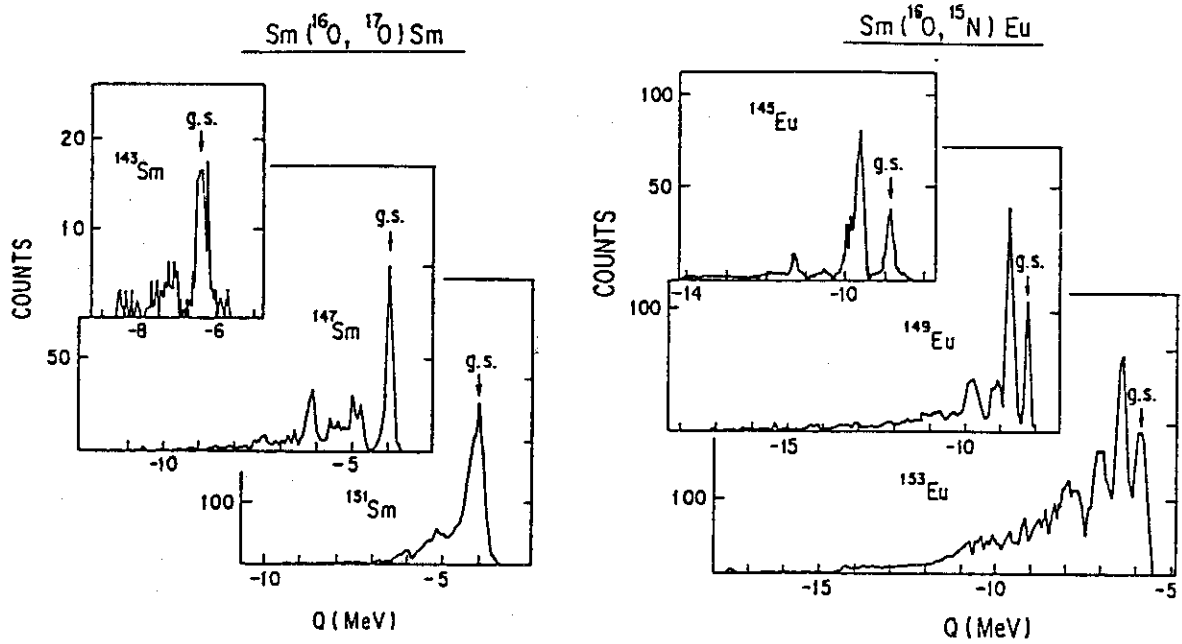 Sm(¹⁶O, ¹⁷O)Sm
20
10
COUNTS
¹⁴³Sm
g.s.
-8
-6
50
¹⁴⁷Sm
g.s.
-10
-5
100
¹⁵¹Sm
g.s.
-10
-5
Q (MeV)
Sm(¹⁶O, ¹⁵N)Eu
100
50
COUNTS
¹⁴⁵Eu
g.s.
-14
-10
100
¹⁴⁹Eu
g.s.
-15
-10
100
¹⁵³Eu
g.s.
-15
-10
-5
Q (MeV)